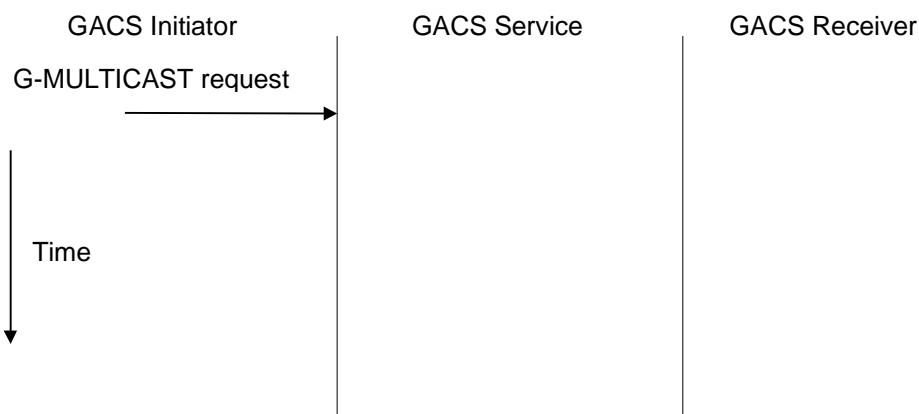 GACS Initiator GACS Service GACS Receiver
G-MULTICAST request
Time